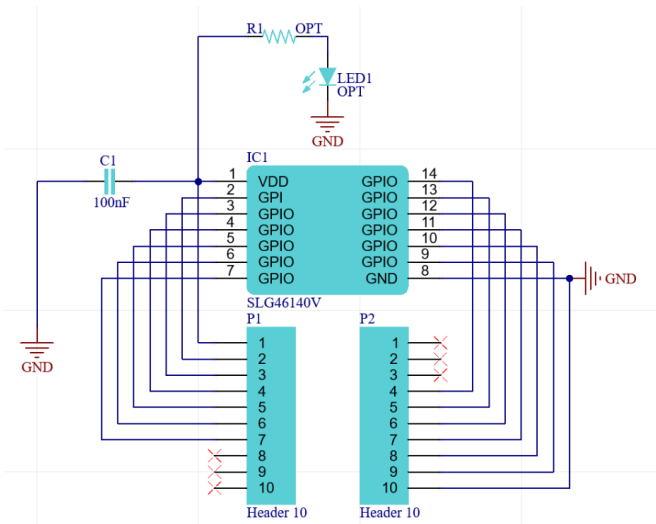 R1 OPT
LED1
OPT
GND
C1
100nF
GND
IC1
1 VDD GPIO 14
2 GPI GPIO 13
3 GPIO GPIO 12
4 GPIO GPIO 11
5 GPIO GPIO 10
6 GPIO GPIO 9
7 GPIO GND 8
SLG46140V
GND
P1 P2
1 1
2 2
3 3
4 4
5 5
6 6
7 7
8 8
9 9
10 10
Header 10 Header 10